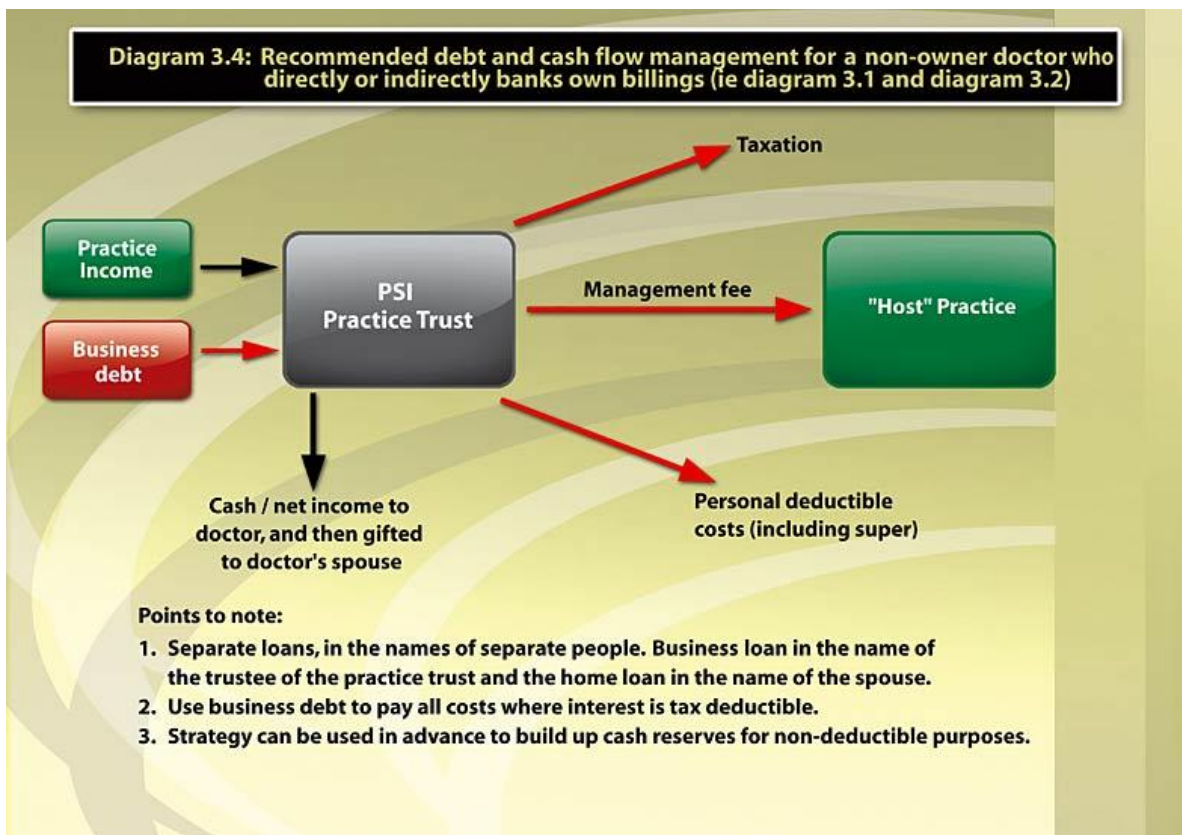 Diagram 3.4: Recommended debt and cash flow management for a non-owner doctor who
directly or indirectly banks own billings (ie diagram 3.1 and diagram 3.2)
Taxation
Practice
Income
PSI
Practice Trust
Management fee
"Host" Practice
Business
debt
Cash / net income to
doctor, and then gifted
to doctor's spouse
Personal deductible
costs (including super)
Points to note:
1. Separate loans, in the names of separate people. Business loan in the name of
the trustee of the practice trust and the home loan in the name of the spouse.
2. Use business debt to pay all costs where interest is tax deductible.
3. Strategy can be used in advance to build up cash reserves for non-deductible purposes.